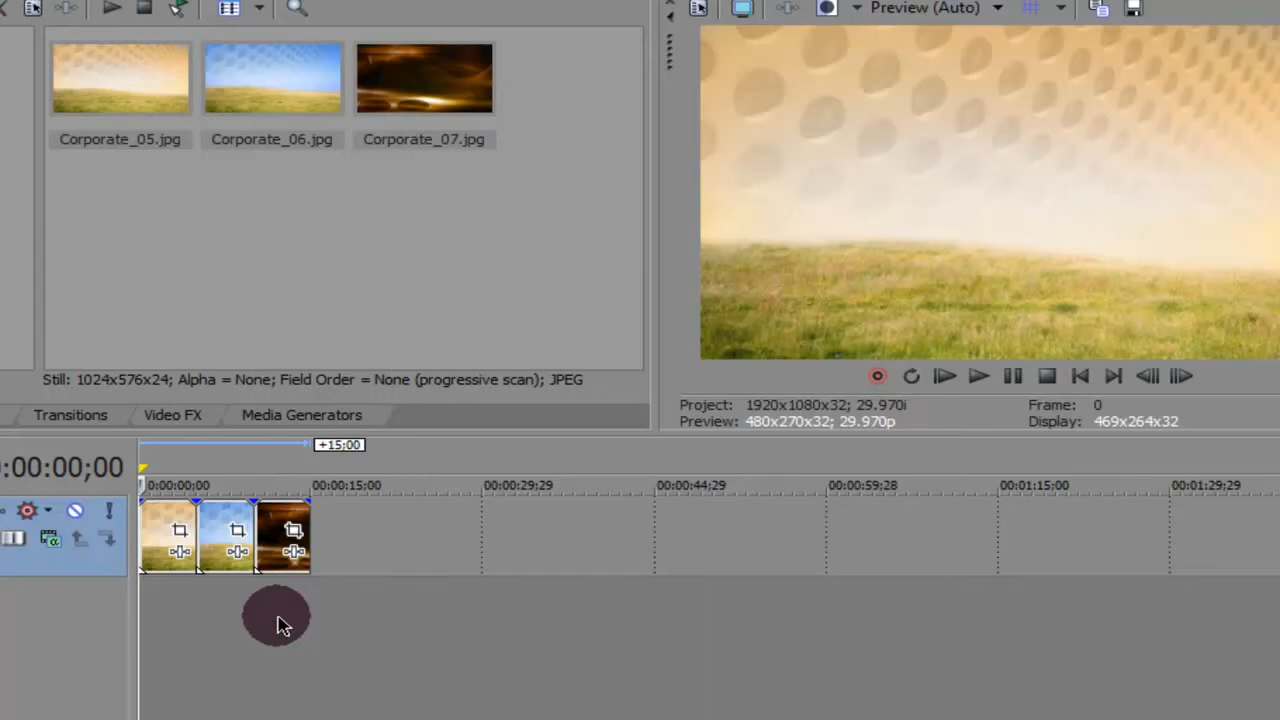 Preview (Auto)
Corporate_05.jpg
Corporate_06.jpg
Corporate_07.jpg
Still: 1024x576x24; Alpha = None; Field Order = None (progressive scan); JPEG
Transitions
Video FX
Media Generators
Project: 1920x1080x32; 29.970i
Frame: 0
Preview: 480x270x32; 29.970p
Display: 469x264x32
+15;00
:00:00;00
0:00:00;00
00:00:15;00
00:00:29;29
00:00:44;29
00:00:59;28
00:01:15;00
00:01:29;29